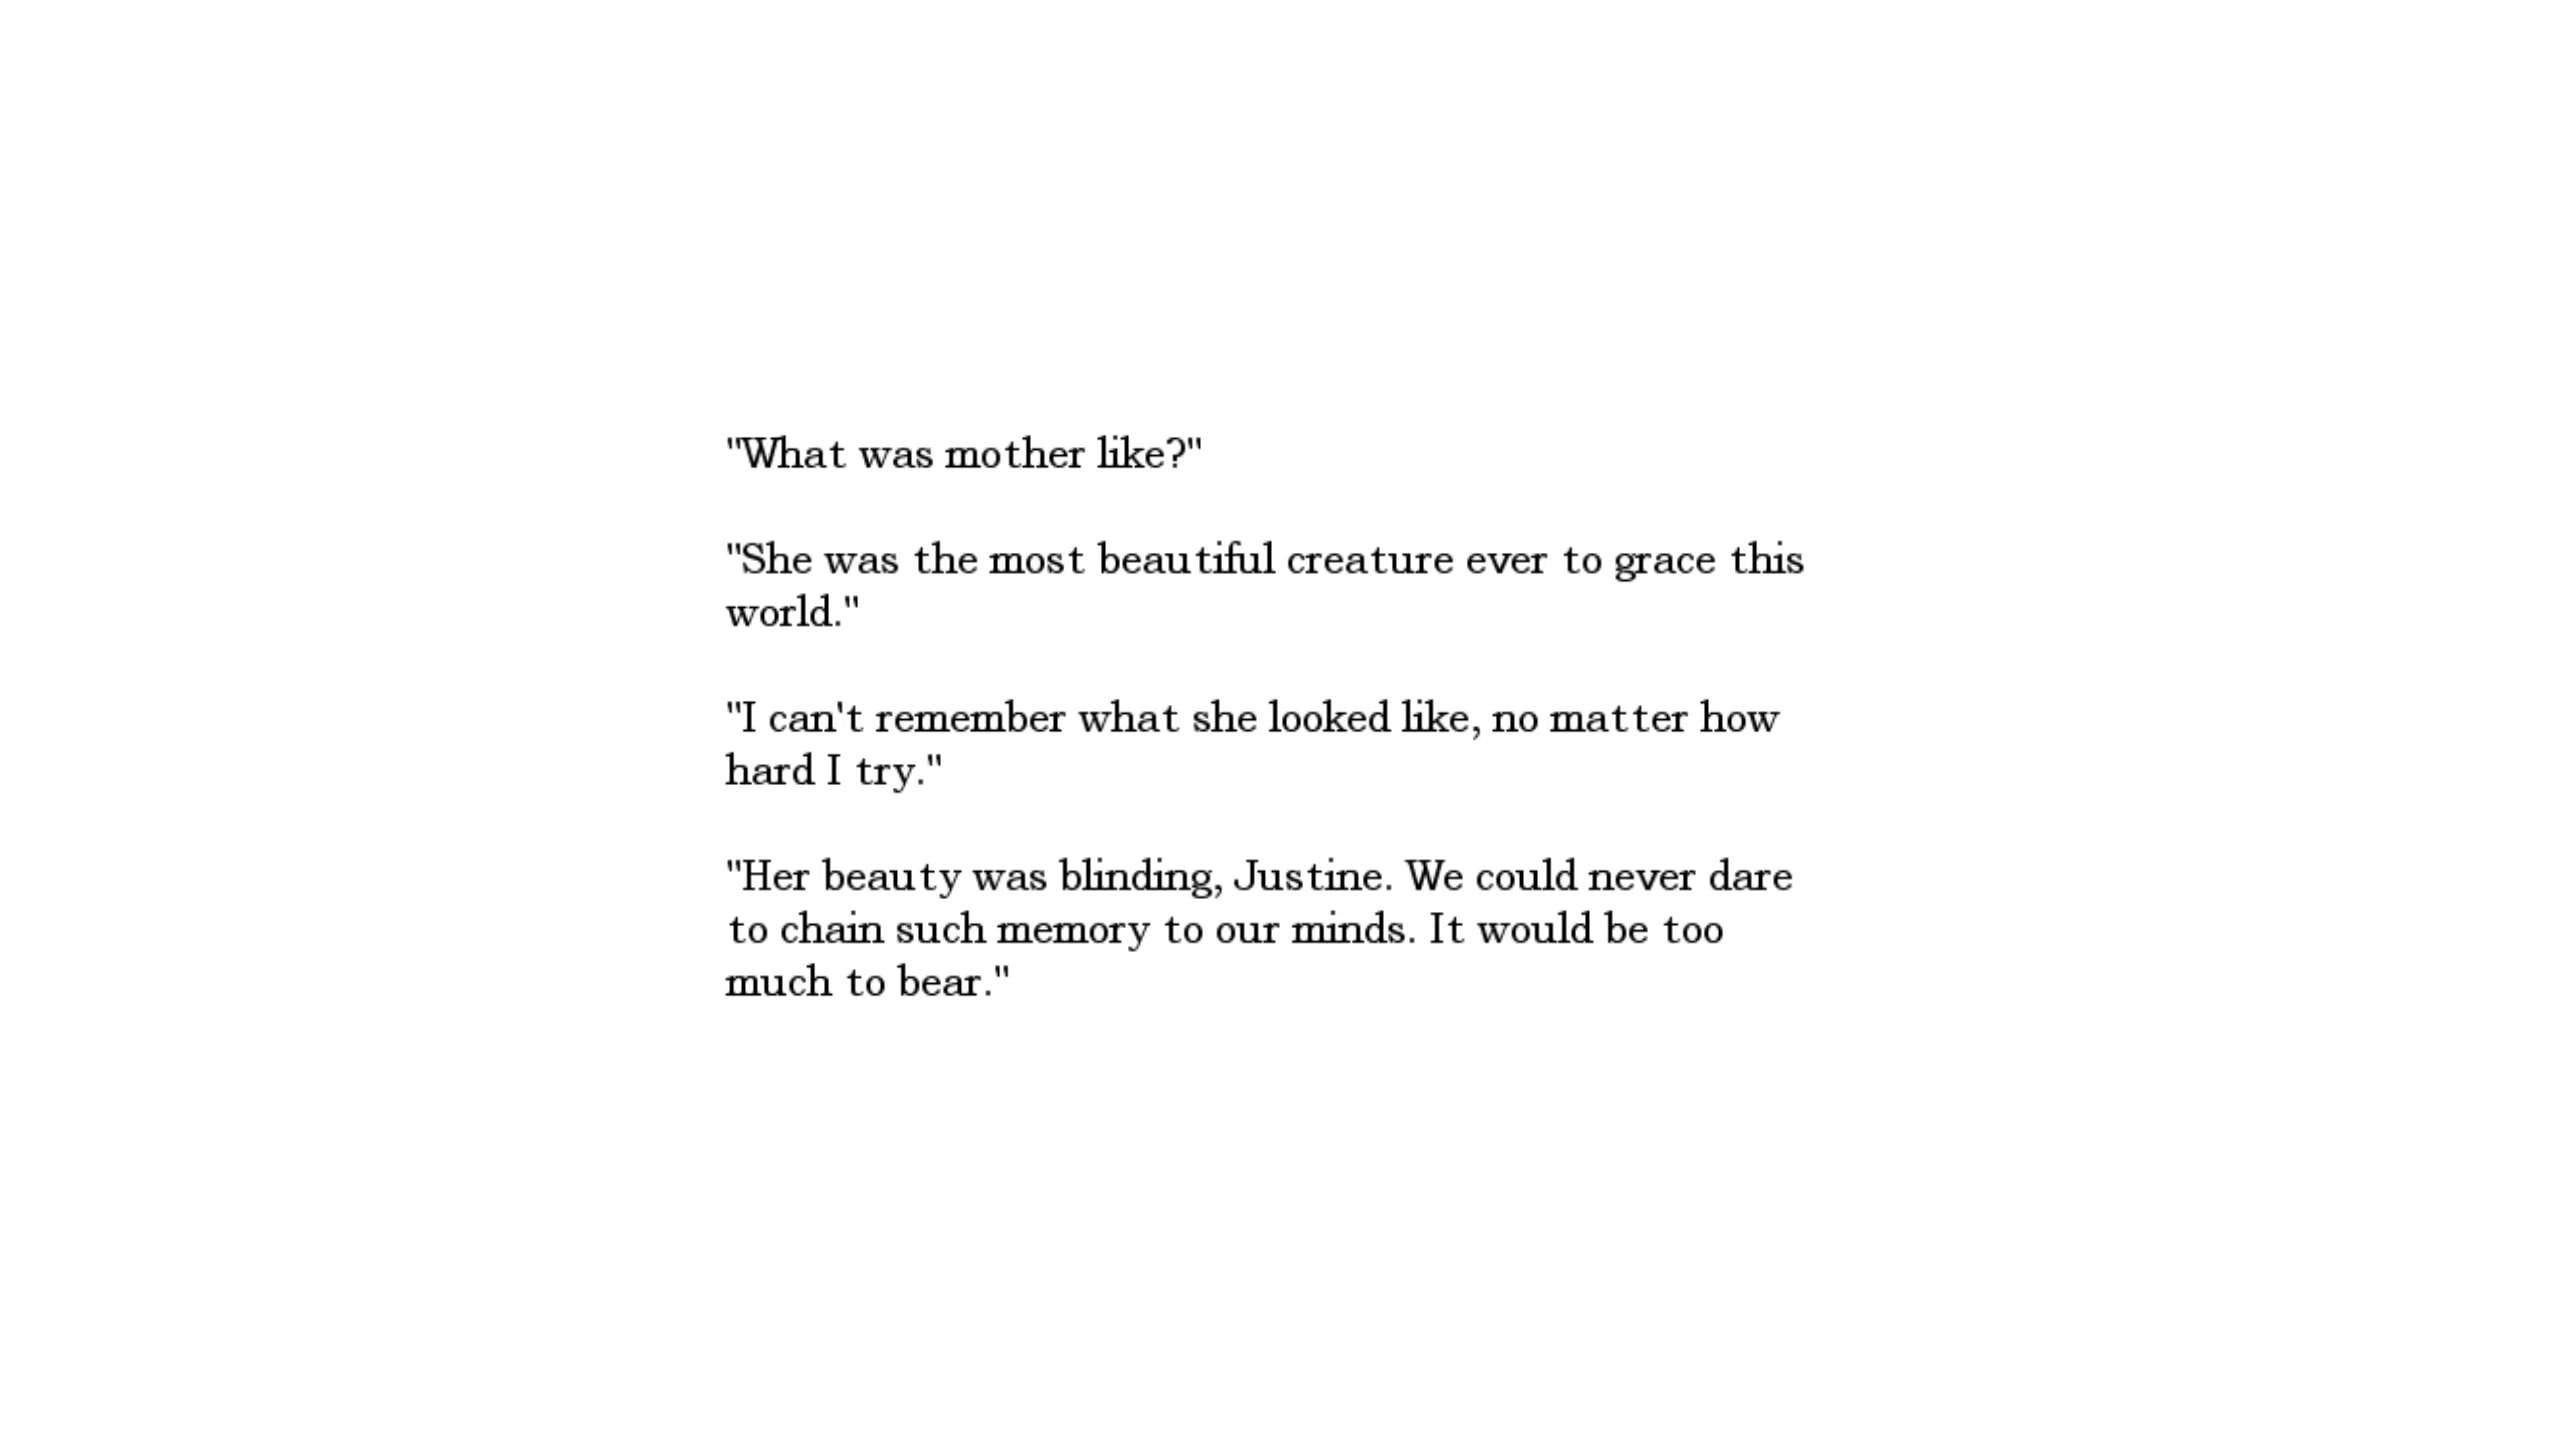 "What was mother like?"
"She was the most beautiful creature ever to grace this
world."
"I can't remember what she looked like, no matter how
hard I try."
"Her beauty was blinding, Justine. We could never dare
to chain such memory to our minds. It would be too
much to bear."